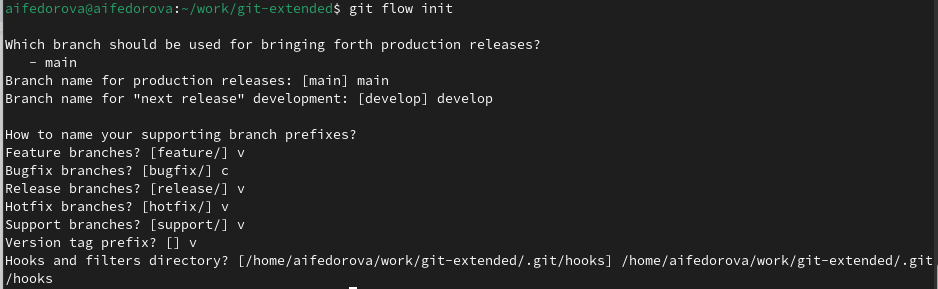 aifedorova@aifedorova:~/work/git-extended$ git flow init
Which branch should be used for bringing forth production releases?
   - main
Branch name for production releases: [main] main
Branch name for "next release" development: [develop] develop
How to name your supporting branch prefixes?
Feature branches? [feature/] v
Bugfix branches? [bugfix/] c
Release branches? [release/] v
Hotfix branches? [hotfix/] v
Support branches? [support/] v
Version tag prefix? [] v
Hooks and filters directory? [/home/aifedorova/work/git-extended/.git/hooks] /home/aifedorova/work/git-extended/.git
/hooks